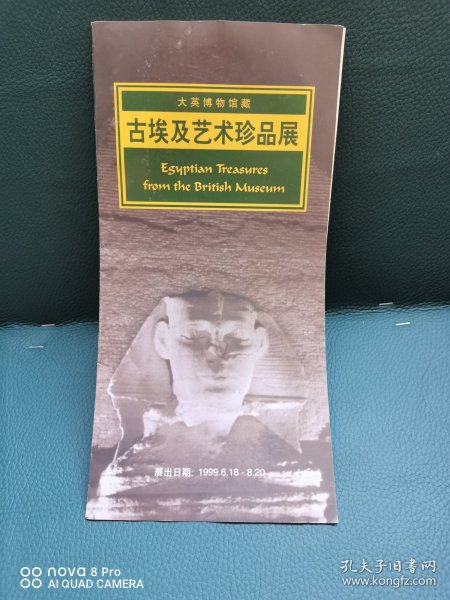 大英博物馆藏
古埃及艺术珍品展
Egyptian Treasures
from the British Museum
展出日期: 1999.6.18 - 8.20
nova 8 Pro
AI QUAD CAMERA
孔夫子旧书网
www.kongfz.com